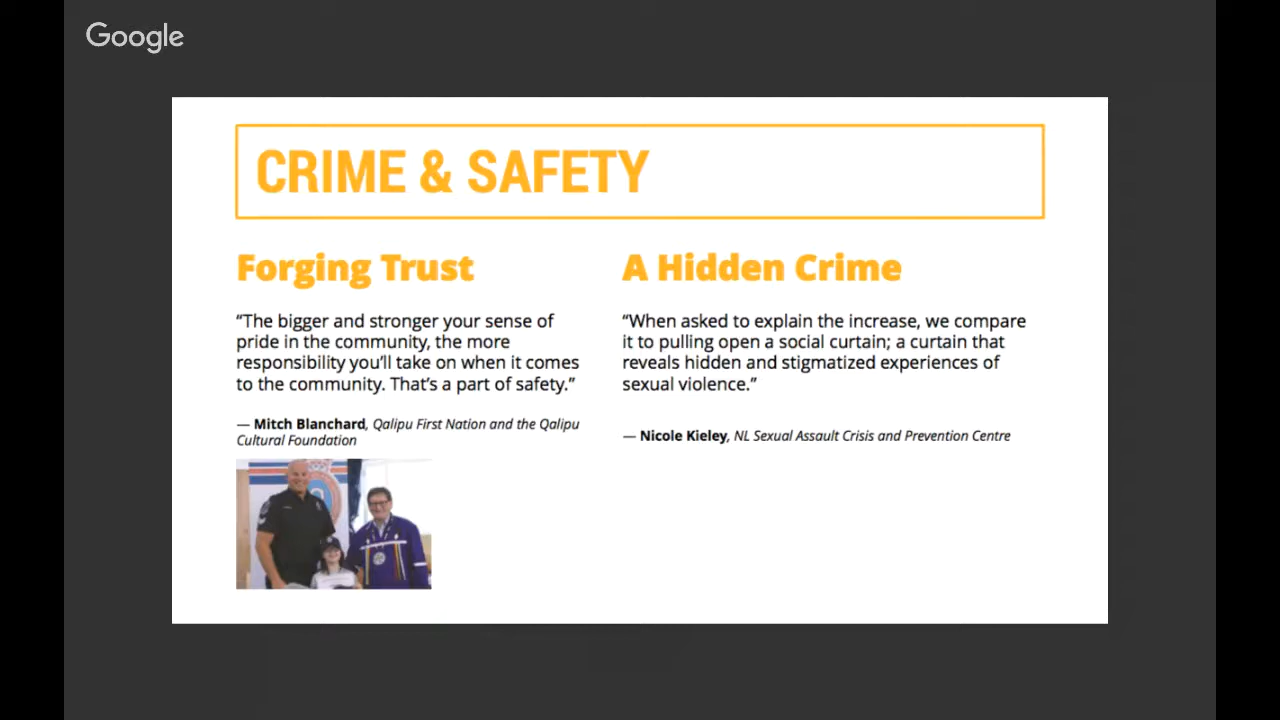 Google
CRIME & SAFETY
Forging Trust
“The bigger and stronger your sense of
pride in the community, the more
responsibility you’ll take on when it comes
to the community. That’s a part of safety.”
— Mitch Blanchard, Qalipu First Nation and the Qalipu
Cultural Foundation
A Hidden Crime
“When asked to explain the increase, we compare
it to pulling open a social curtain; a curtain that
reveals hidden and stigmatized experiences of
sexual violence.”
— Nicole Kieley, NL Sexual Assault Crisis and Prevention Centre